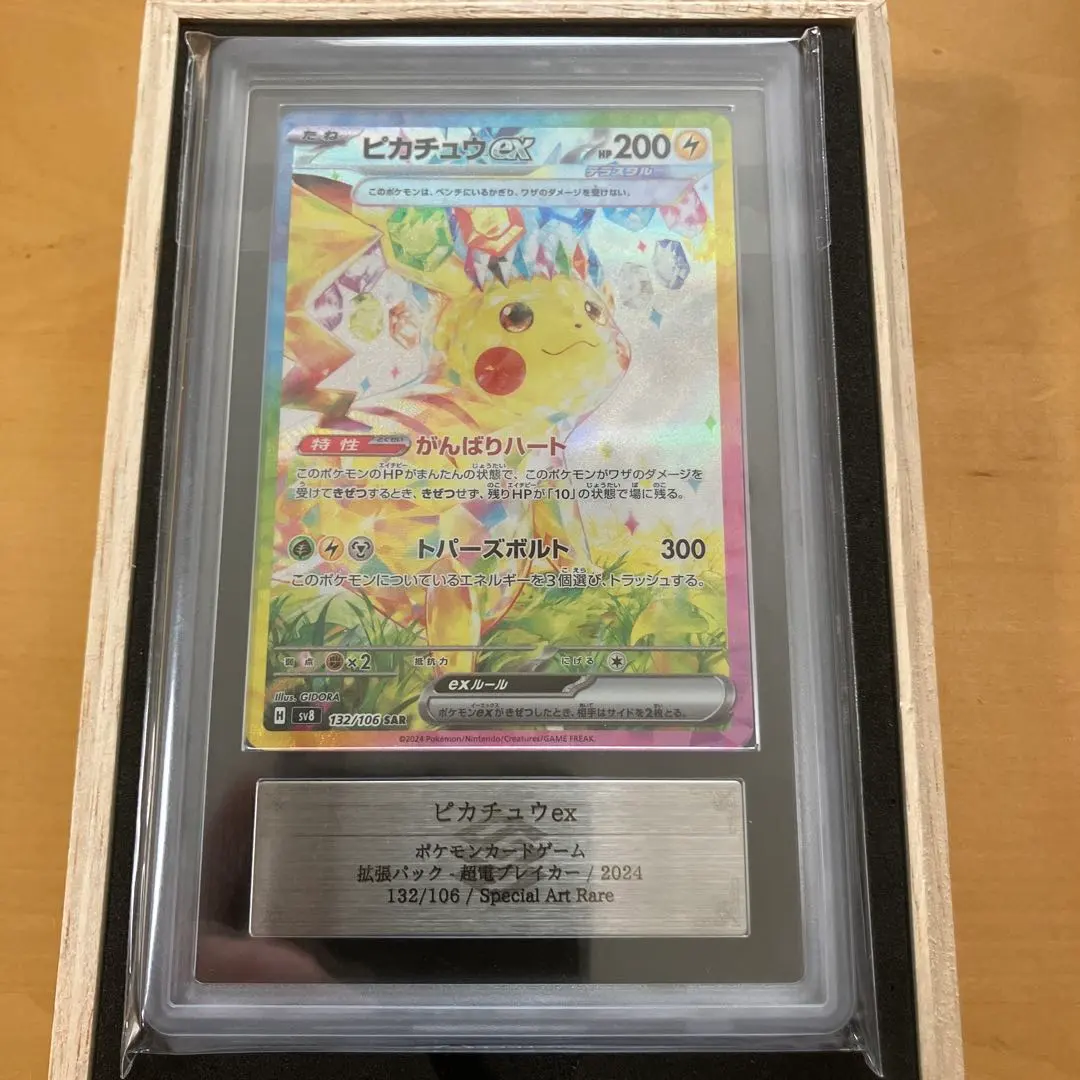 たね ピカチュウex HP200
テラスタル
このポケモンは、ベンチにいるかぎり、ワザのダメージを受けない。
特性 とくせい がんばりハート
このポケモンのHPがまんたんの状態で、このポケモンがワザのダメージを
受けてきぜつするとき、きぜつせず、残りHPが「10」の状態で場に残る。
トパーズボルト 300
このポケモンについているエネルギーを3個選び、トラッシュする。
弱点 ×2 抵抗力 にげる
exルール
ポケモンexがきぜつしたとき、相手はサイドを2枚とる。
Illus. GIDORA
H sv8 132/106 SAR
©2024 Pokémon/Nintendo/Creatures/GAME FREAK.
ピカチュウex
ポケモンカードゲーム
拡張パック - 超電ブレイカー / 2024
132/106 / Special Art Rare